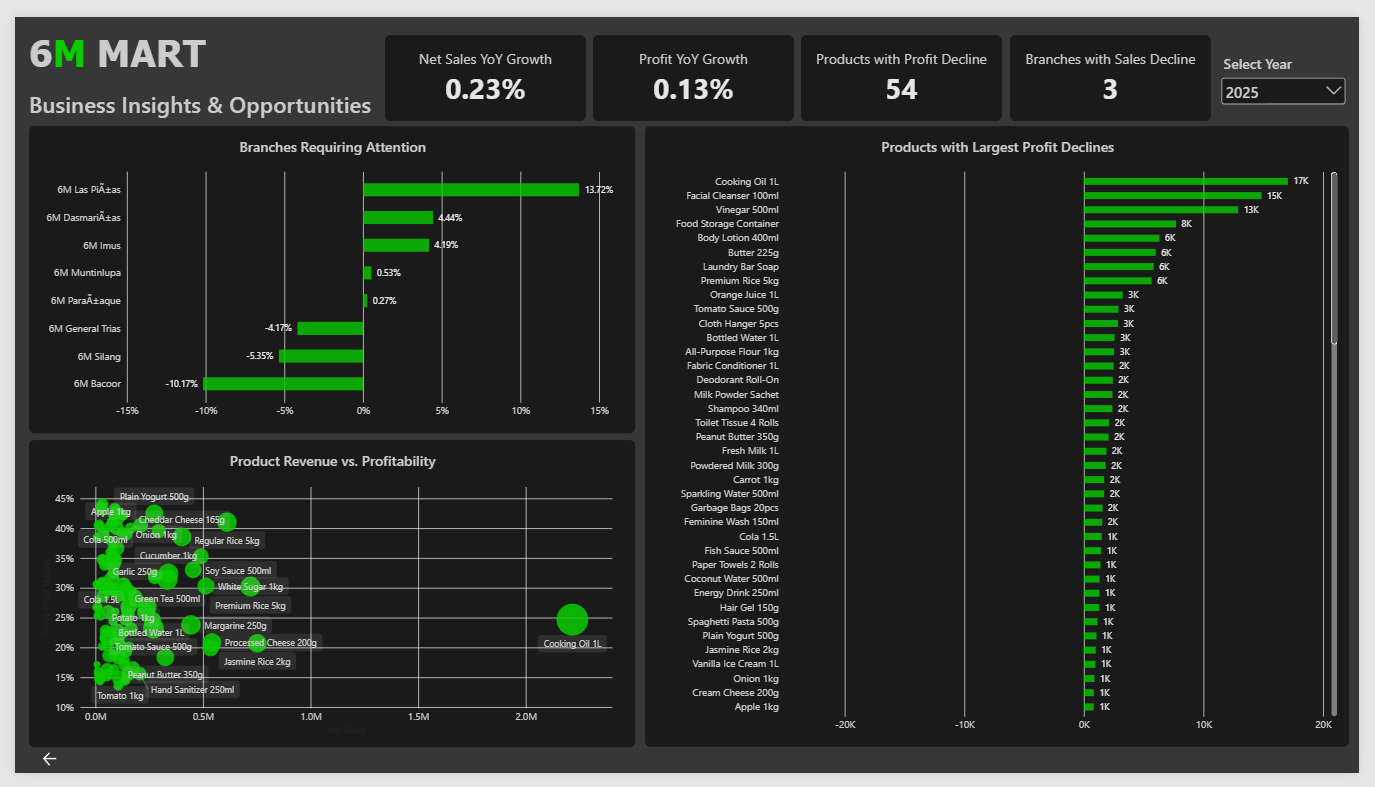 6M MART
Business Insights & Opportunities
Net Sales YoY Growth
0.23%
Profit YoY Growth
0.13%
Products with Profit Decline
54
Branches with Sales Decline
3
Select Year
2025
Branches Requiring Attention
6M Las PiÃ±as 13.72%
6M DasmariÃ±as 4.44%
6M Imus 4.19%
6M Muntinlupa 0.53%
6M ParaÃ±aque 0.27%
6M General Trias -4.17%
6M Silang -5.35%
6M Bacoor -10.17%
-15% -10% -5% 0% 5% 10% 15%
Product Revenue vs. Profitability
45%
40%
35%
30%
25%
20%
15%
10%
Plain Yogurt 500g
Apple 1kg
Cheddar Cheese 165g
Cola 500ml
Onion 1kg
Regular Rice 5kg
Cucumber 1kg
Garlic 250g
Soy Sauce 500ml
White Sugar 1kg
Cola 1.5L
Green Tea 500ml
Premium Rice 5kg
Potato 1kg
Margarine 250g
Bottled Water 1L
Processed Cheese 200g
Cooking Oil 1L
Tomato Sauce 500g
Jasmine Rice 2kg
Peanut Butter 350g
Hand Sanitizer 250ml
Tomato 1kg
0.0M 0.5M 1.0M 1.5M 2.0M
Net Sales
Products with Largest Profit Declines
Cooking Oil 1L 17K
Facial Cleanser 100ml 15K
Vinegar 500ml 13K
Food Storage Container 8K
Body Lotion 400ml 6K
Butter 225g 6K
Laundry Bar Soap 6K
Premium Rice 5kg 6K
Orange Juice 1L 3K
Tomato Sauce 500g 3K
Cloth Hanger 5pcs 3K
Bottled Water 1L 3K
All-Purpose Flour 1kg 3K
Fabric Conditioner 1L 2K
Deodorant Roll-On 2K
Milk Powder Sachet 2K
Shampoo 340ml 2K
Toilet Tissue 4 Rolls 2K
Peanut Butter 350g 2K
Fresh Milk 1L 2K
Powdered Milk 300g 2K
Carrot 1kg 2K
Sparkling Water 500ml 2K
Garbage Bags 20pcs 2K
Feminine Wash 150ml 2K
Cola 1.5L 1K
Fish Sauce 500ml 1K
Paper Towels 2 Rolls 1K
Coconut Water 500ml 1K
Energy Drink 250ml 1K
Hair Gel 150g 1K
Spaghetti Pasta 500g 1K
Plain Yogurt 500g 1K
Jasmine Rice 2kg 1K
Vanilla Ice Cream 1L 1K
Onion 1kg 1K
Cream Cheese 200g 1K
Apple 1kg 1K
-20K -10K 0K 10K 20K